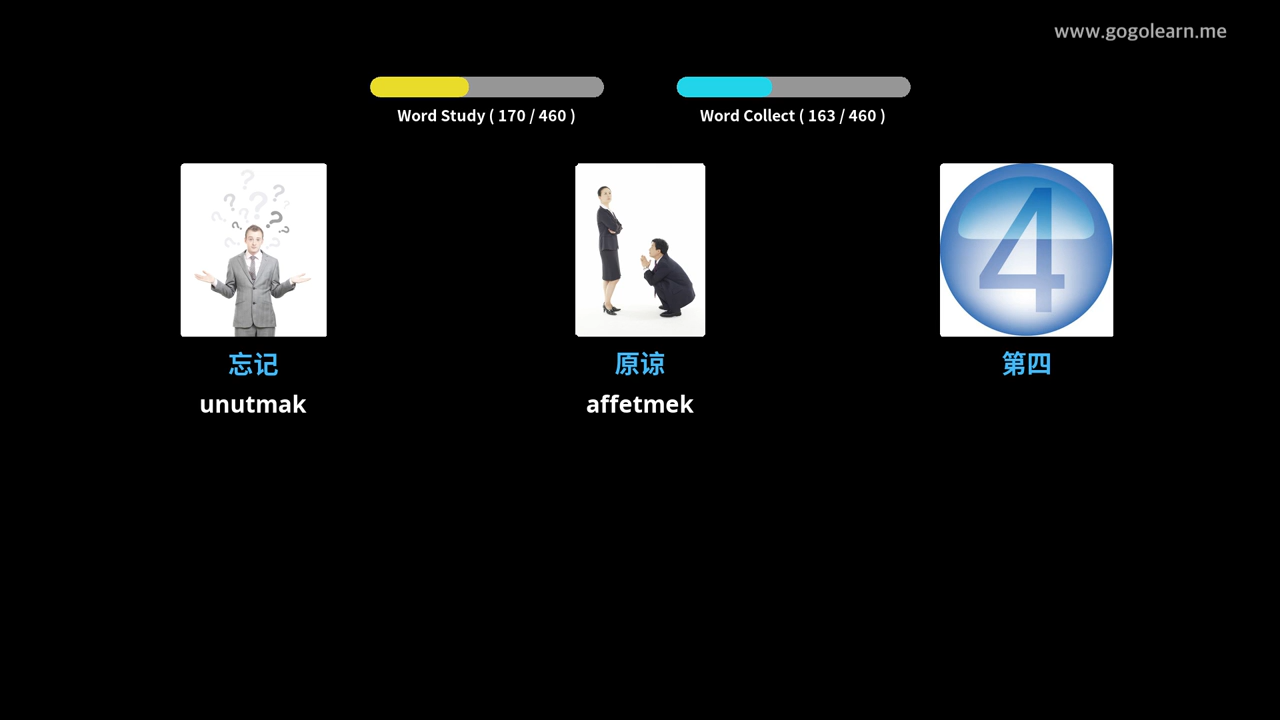 www.gogolearn.me
Word Study ( 170 / 460 )
Word Collect ( 163 / 460 )
4
忘记
原谅
第四
unutmak
affetmek